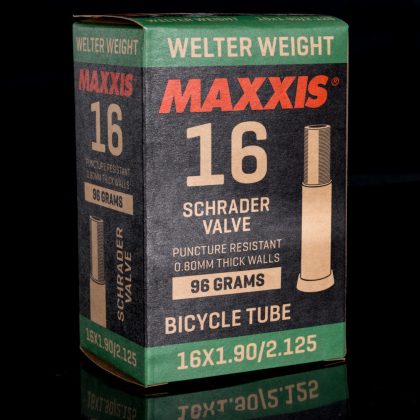 WELTER WEIGHT
MAXXIS®
16
SCHRADER
VALVE
PUNCTURE RESISTANT
0.80MM THICK WALLS
96 GRAMS
BICYCLE TUBE
16X1.90/2.125
MAXXIS
16
PUNCTURE RESISTANT
0.80MM THICK WALLS
96 GRAMS
SCHRADER
VALVE